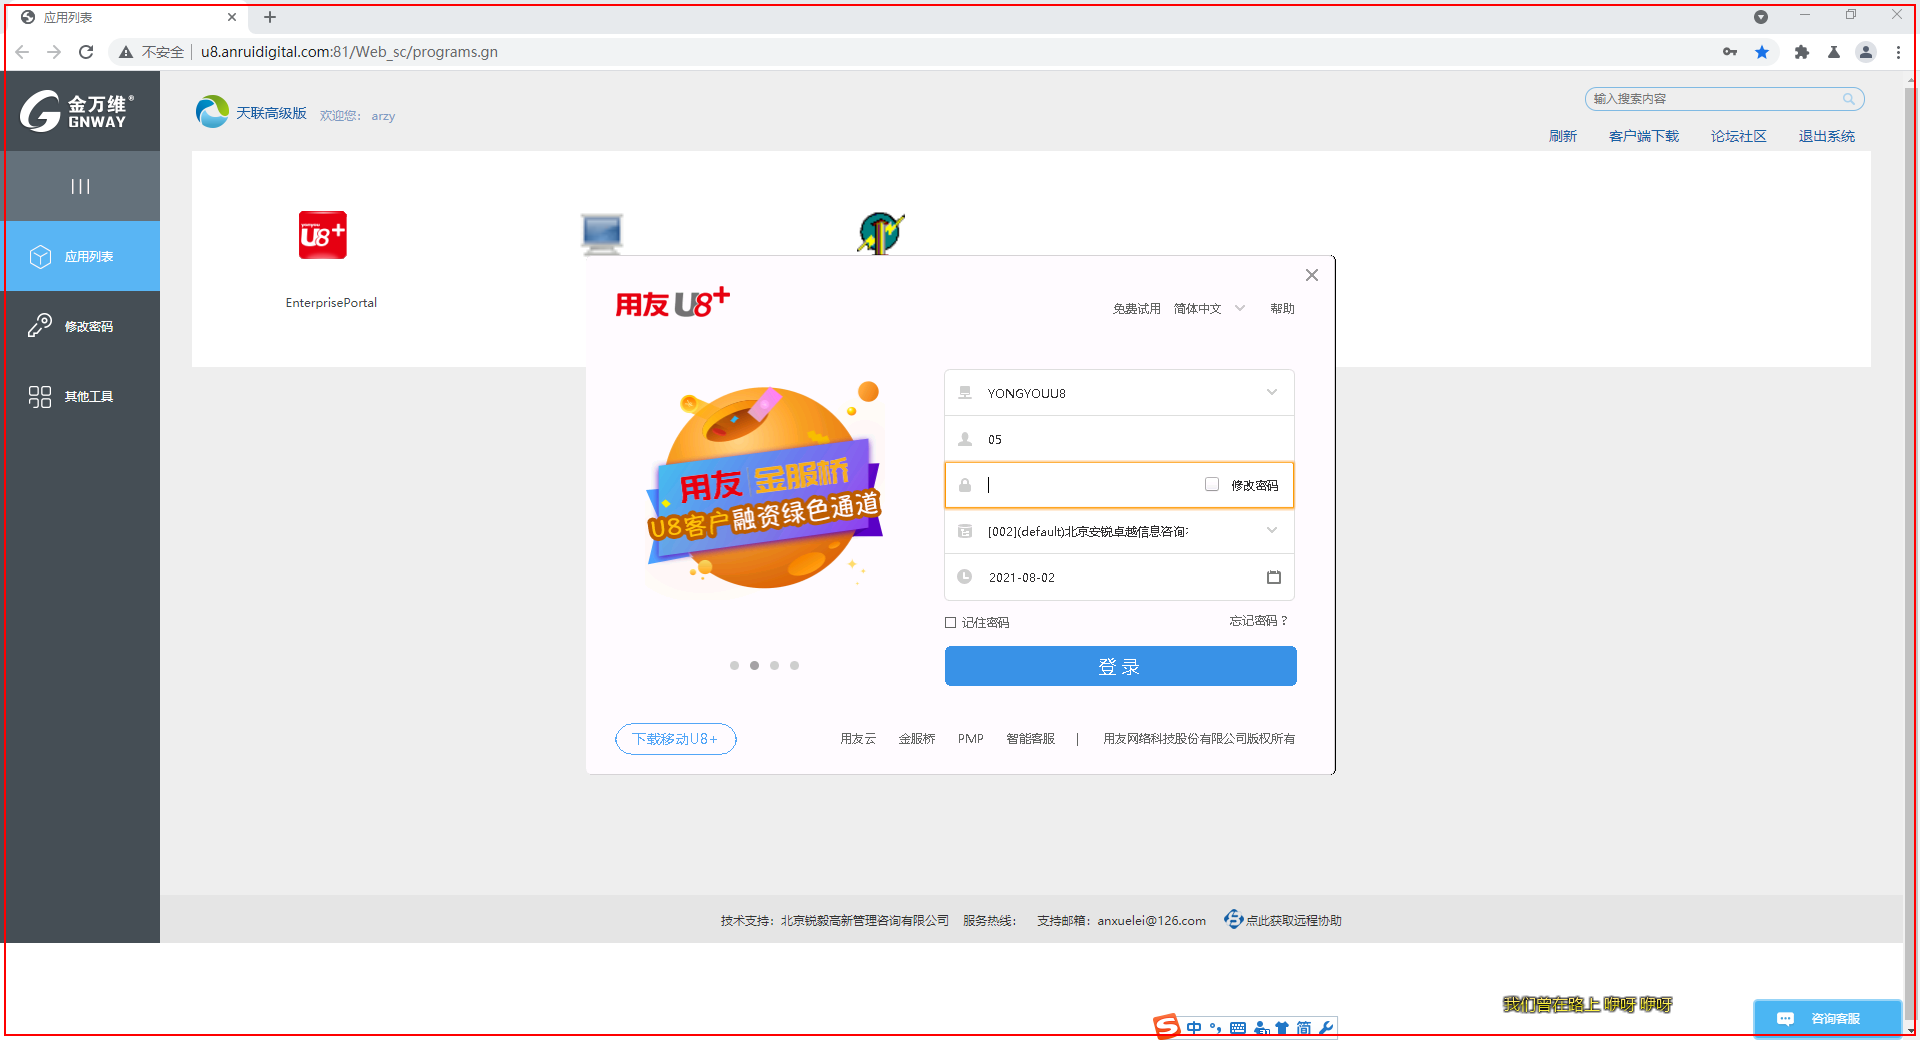 应用列表
不安全 u8.anruidigital.com:81/Web_sc/programs.gn
金万维®
GNWAY
天联高级版 欢迎您: arzy
输入搜索内容
刷新 客户端下载 论坛社区 退出系统
应用列表
修改密码
其他工具
U8+
EnterprisePortal
用友 U8+
免费试用 简体中文 帮助
用友 金服桥
U8客户融资绿色通道
YONGYOUU8
05
修改密码
[002](default)北京安锐卓越信息咨询
2021-08-02
记住密码 忘记密码?
登录
下载移动U8+
用友云 金服桥 PMP 智能客服 | 用友网络科技股份有限公司版权所有
技术支持: 北京锐毅高新管理咨询有限公司 服务热线: 支持邮箱: anxuelei@126.com 点此获取远程协助
我们曾在路上 咿呀 咿呀
S 中 简
咨询客服